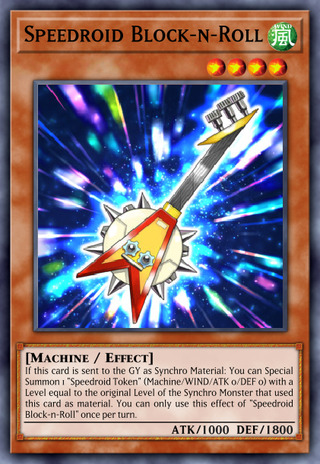 Speedroid Block-n-Roll
WIND
風
[Machine / Effect]
If this card is sent to the GY as Synchro Material: You can Special
Summon 1 "Speedroid Token" (Machine/WIND/ATK 0/DEF 0) with a
Level equal to the original Level of the Synchro Monster that used
this card as material. You can only use this effect of "Speedroid
Block-n-Roll" once per turn.
ATK/1000 DEF/1800